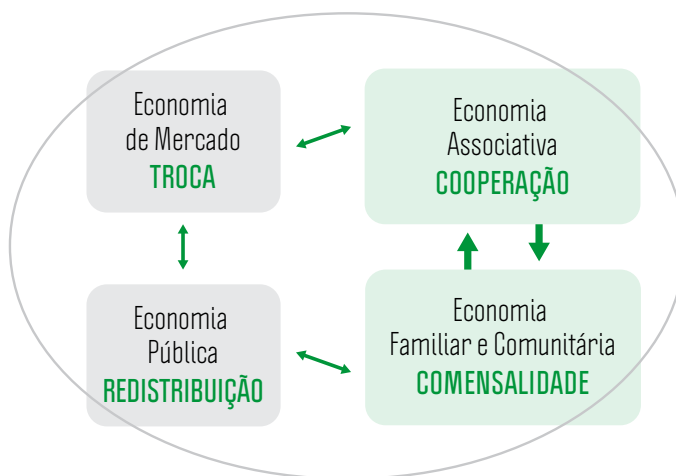 Economia
de Mercado
TROCA
Economia
Associativa
COOPERAÇÃO
Economia
Pública
REDISTRIBUIÇÃO
Economia
Familiar e Comunitária
COMENSALIDADE